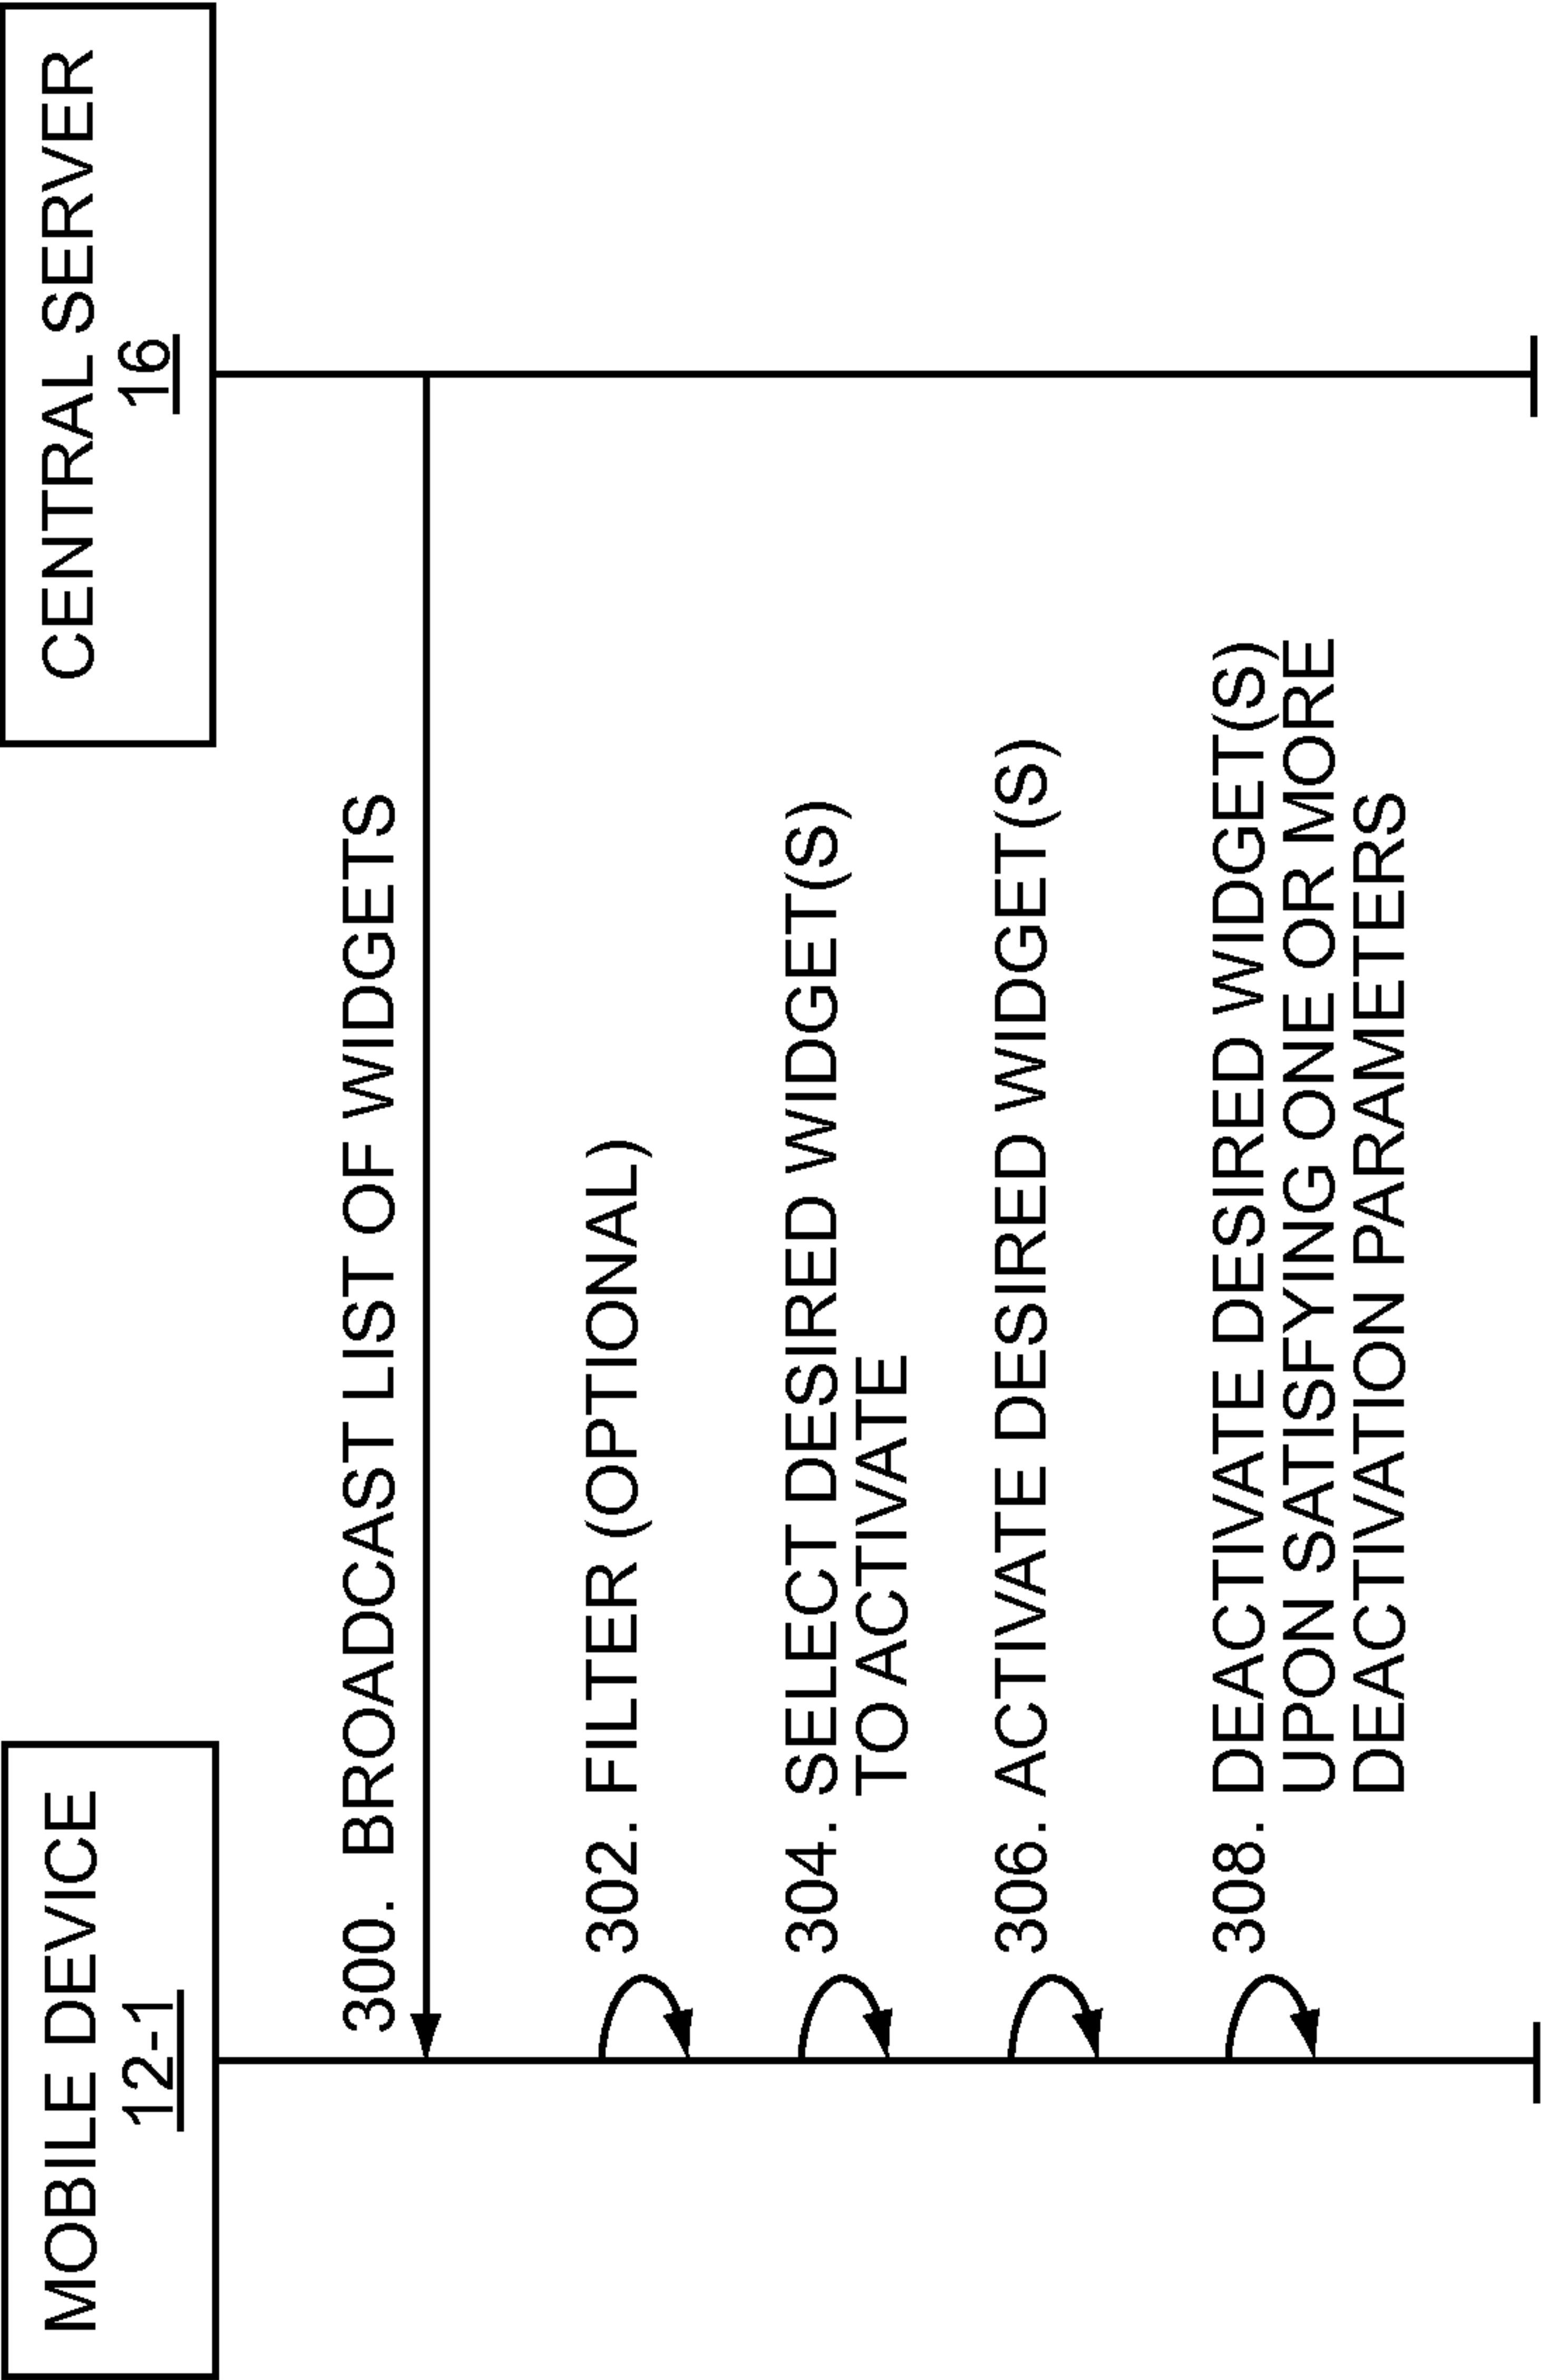 MOBILE DEVICE
12-1
CENTRAL SERVER
16
300. BROADCAST LIST OF WIDGETS
302. FILTER (OPTIONAL)
304. SELECT DESIRED WIDGET(S)
TO ACTIVATE
306. ACTIVATE DESIRED WIDGET(S)
308. DEACTIVATE DESIRED WIDGET(S)
UPON SATISFYING ONE OR MORE
DEACTIVATION PARAMETERS